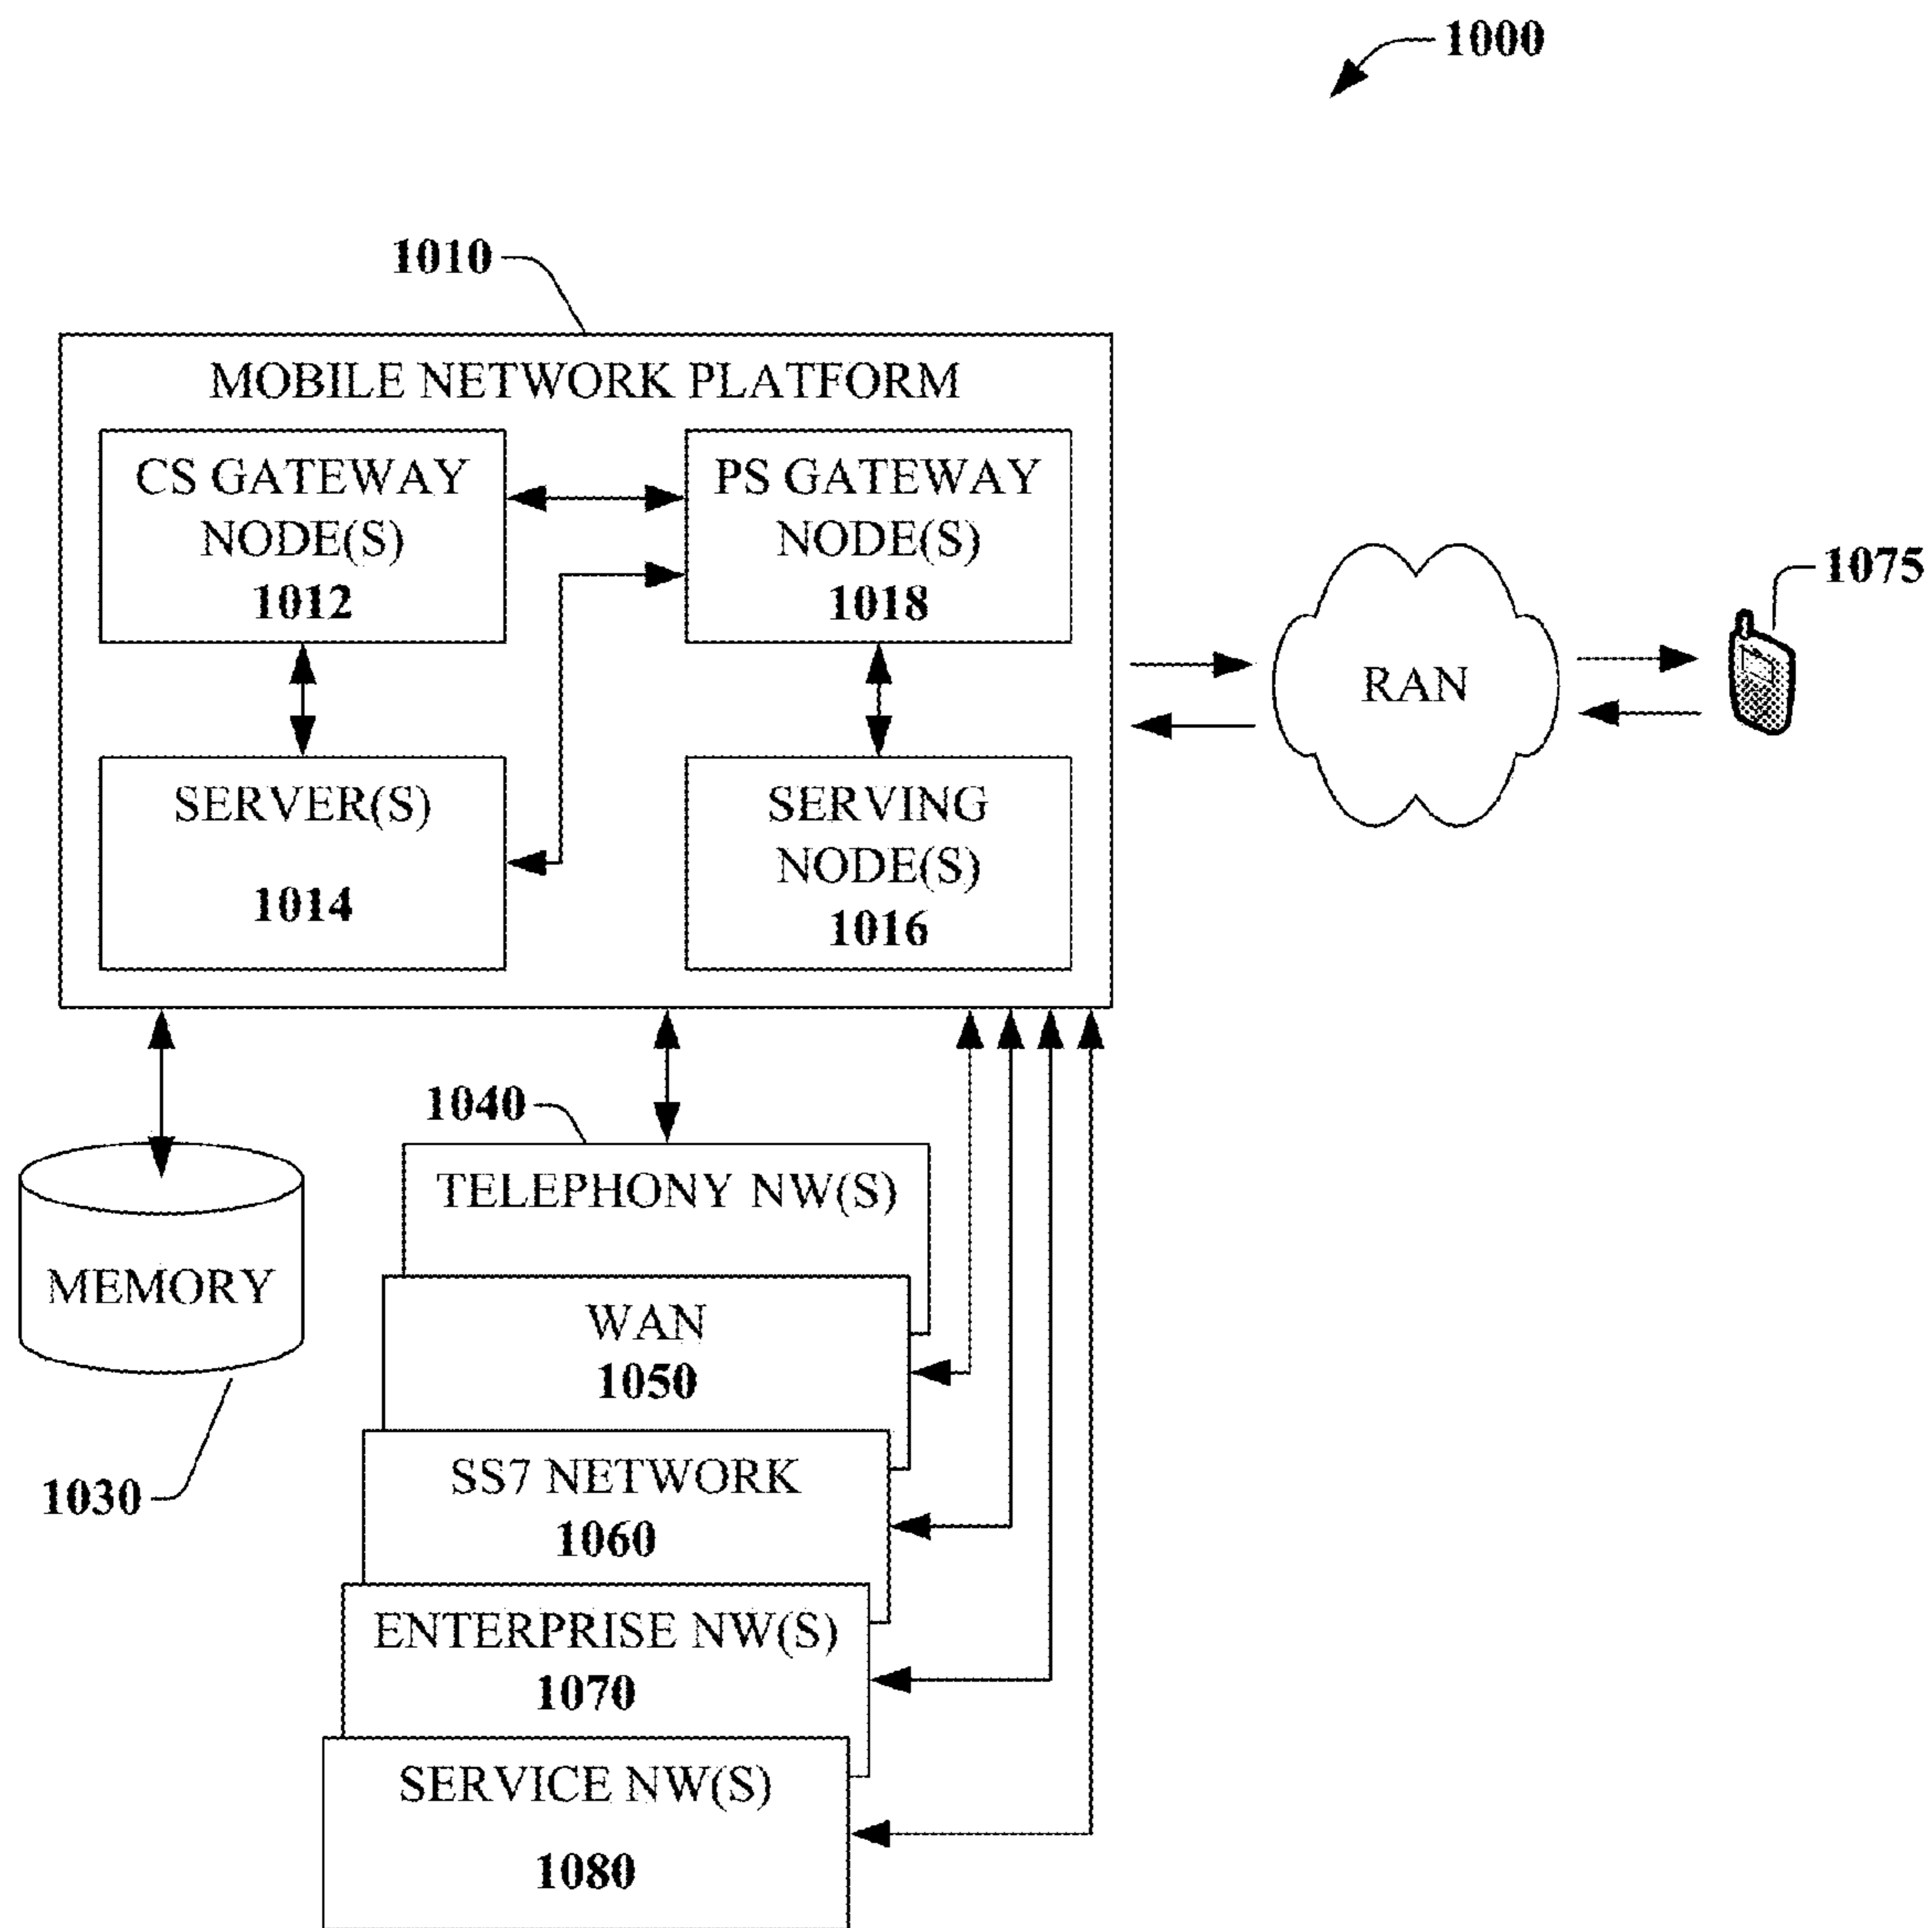 1000
1010
MOBILE NETWORK PLATFORM
CS GATEWAY
NODE(S)
1012
PS GATEWAY
NODE(S)
1018
SERVER(S)
1014
SERVING
NODE(S)
1016
RAN
1075
1040
TELEPHONY NW(S)
MEMORY
1030
WAN
1050
SS7 NETWORK
1060
ENTERPRISE NW(S)
1070
SERVICE NW(S)
1080